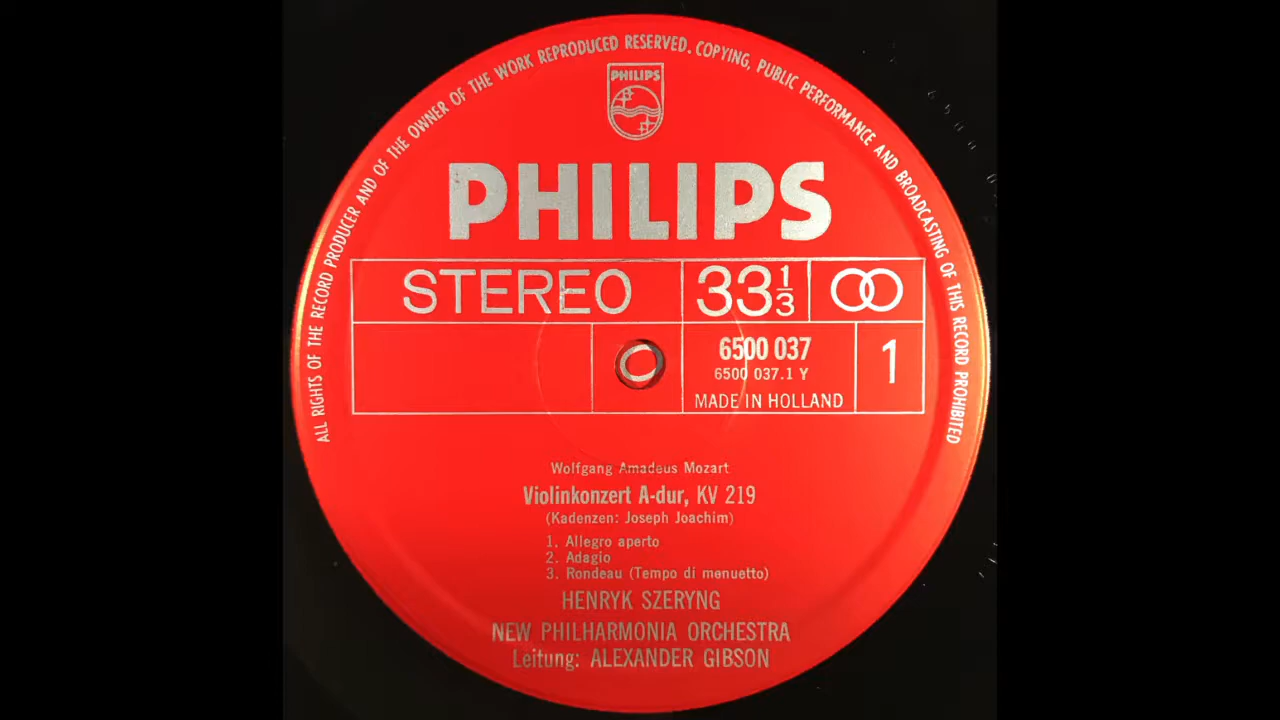 ALL RIGHTS OF THE RECORD PRODUCER AND OF THE OWNER OF THE WORK REPRODUCED RESERVED. COPYING, PUBLIC PERFORMANCE AND BROADCASTING OF THIS RECORD PROHIBITED
PHILIPS
PHILIPS
STEREO 33 1/3
6500 037 1
6500 037.1 Y
MADE IN HOLLAND
Wolfgang Amadeus Mozart
Violinkonzert A-dur, KV 219
(Kadenzen: Joseph Joachim)
1. Allegro aperto
2. Adagio
3. Rondeau (Tempo di menuetto)
HENRYK SZERYNG
NEW PHILHARMONIA ORCHESTRA
Leitung: ALEXANDER GIBSON